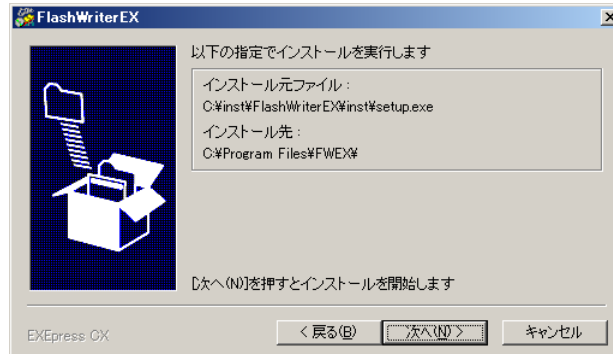 FlashWriterEX
以下の指定でインストールを実行します
インストール元ファイル:
C:¥inst¥FlashWriterEX¥inst¥setup.exe
インストール先:
C:¥Program Files¥FWEX¥
[次へ(N)]を押すとインストールを開始します
EXEpress CX
< 戻る(B)
次へ(N) >
キャンセル